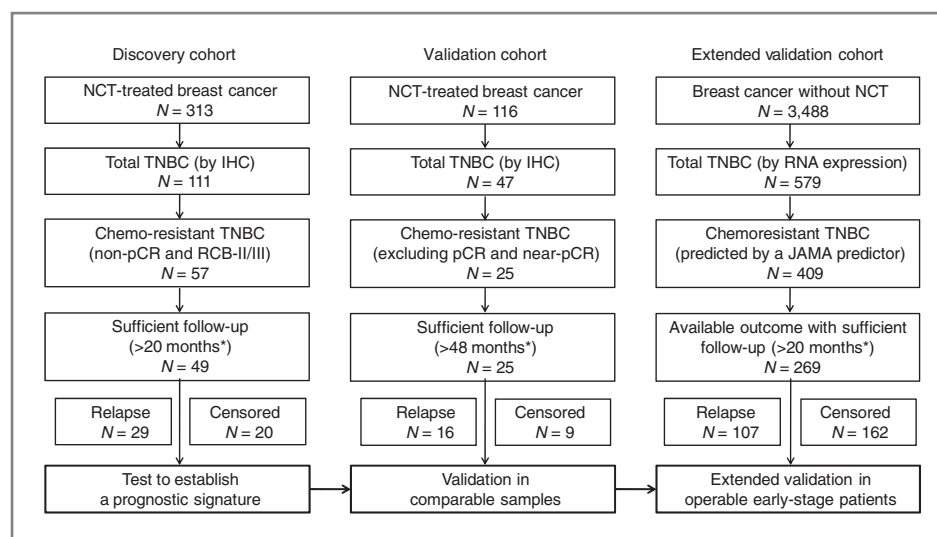 Discovery cohort
NCT-treated breast cancer
N = 313
Total TNBC (by IHC)
N = 111
Chemo-resistant TNBC
(non-pCR and RCB-II/III)
N = 57
Sufficient follow-up
(>20 months*)
N = 49
Relapse
N = 29
Censored
N = 20
Test to establish
a prognostic signature
Validation cohort
NCT-treated breast cancer
N = 116
Total TNBC (by IHC)
N = 47
Chemo-resistant TNBC
(excluding pCR and near-pCR)
N = 25
Sufficient follow-up
(>48 months*)
N = 25
Relapse
N = 16
Censored
N = 9
Validation in
comparable samples
Extended validation cohort
Breast cancer without NCT
N = 3,488
Total TNBC (by RNA expression)
N = 579
Chemoresistant TNBC
(predicted by a JAMA predictor)
N = 409
Available outcome with sufficient
follow-up (>20 months*)
N = 269
Relapse
N = 107
Censored
N = 162
Extended validation in
operable early-stage patients